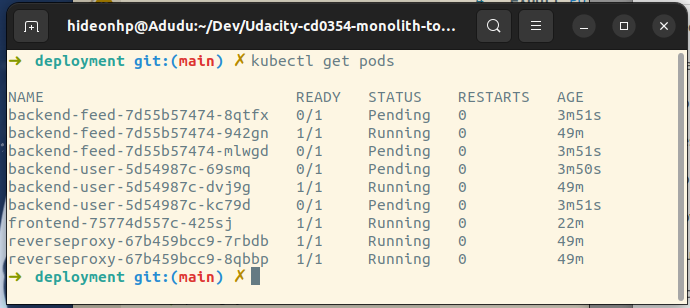 hideonhp@Adudu:~/Dev/Udacity-cd0354-monolith-to...
➜ deployment git:(main) ✗ kubectl get pods
NAME READY STATUS RESTARTS AGE
backend-feed-7d55b57474-8qtfx 0/1 Pending 0 3m51s
backend-feed-7d55b57474-942gn 1/1 Running 0 49m
backend-feed-7d55b57474-mlwgd 0/1 Pending 0 3m51s
backend-user-5d54987c-69smq 0/1 Pending 0 3m50s
backend-user-5d54987c-dvj9g 1/1 Running 0 49m
backend-user-5d54987c-kc79d 0/1 Pending 0 3m51s
frontend-75774d557c-425sj 1/1 Running 0 22m
reverseproxy-67b459bcc9-7rbdb 1/1 Running 0 49m
reverseproxy-67b459bcc9-8qbbp 1/1 Running 0 49m
➜ deployment git:(main) ✗